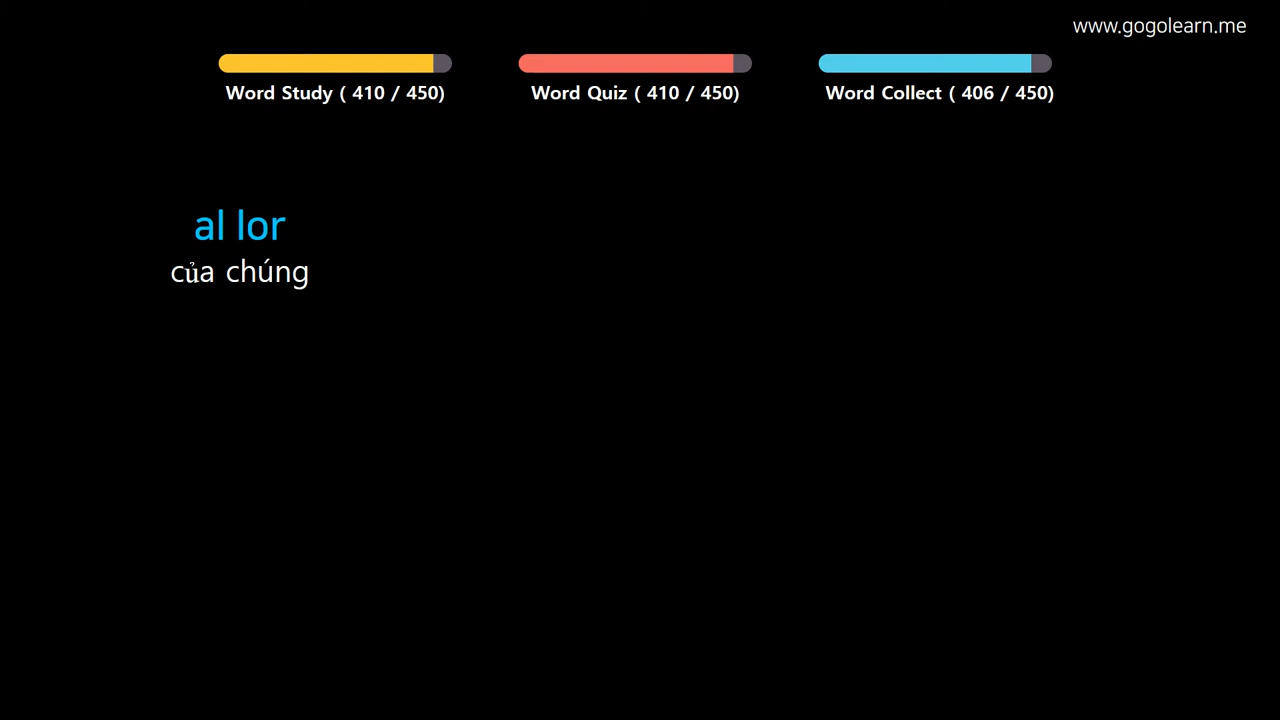 www.gogolearn.me
Word Study ( 410 / 450)
Word Quiz ( 410 / 450)
Word Collect ( 406 / 450)
al lor
của chúng